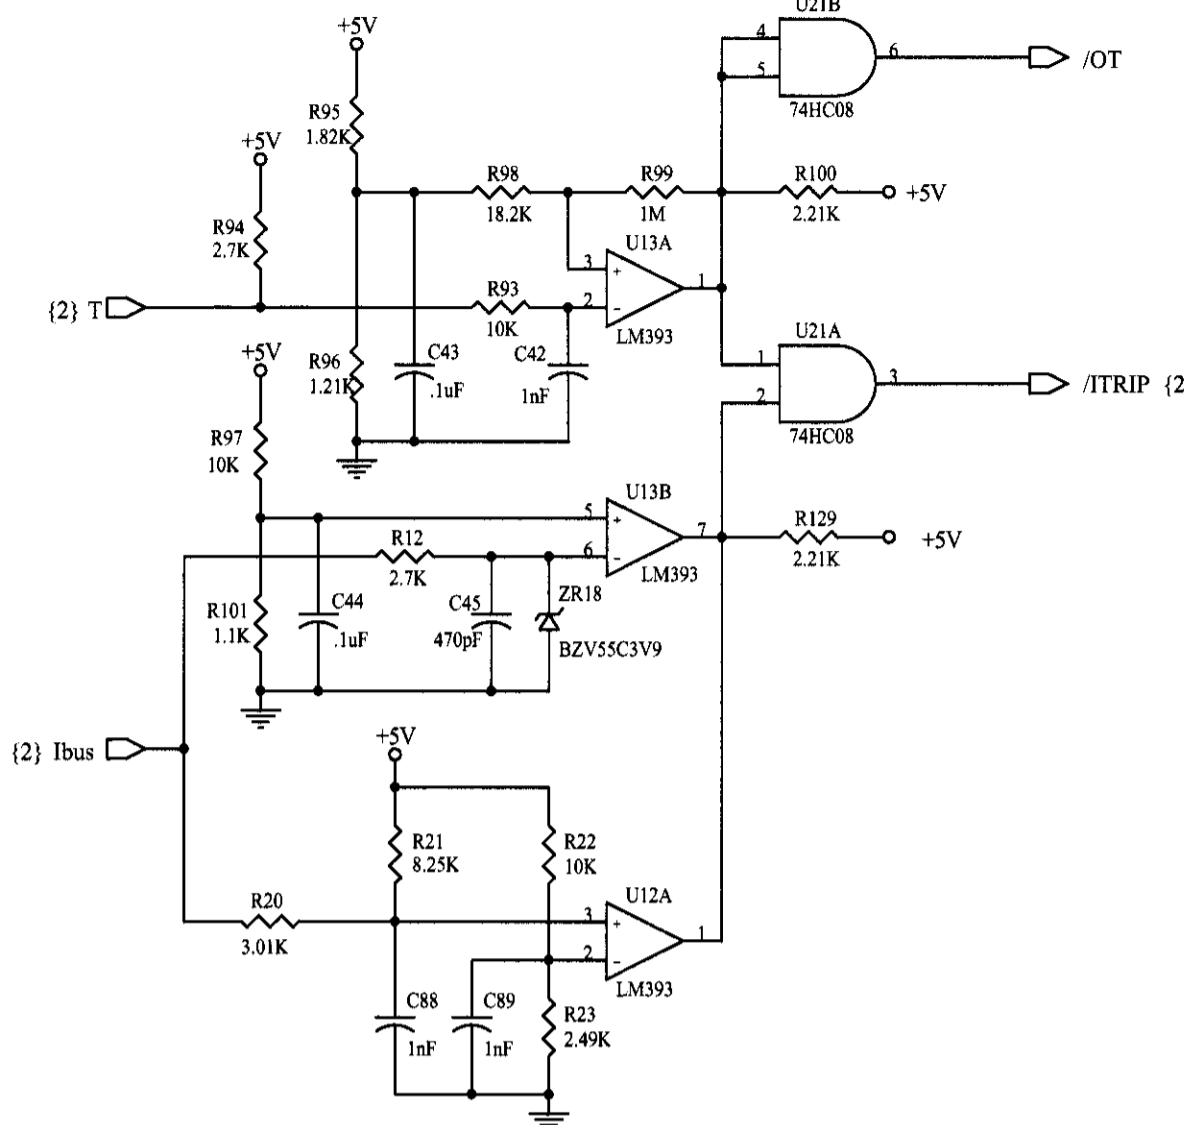 U21B
+5V
4
6
/OT
5
R95
1.82K
74HC08
+5V
R98
18.2K
R99
1M
R100
2.21K
+5V
R94
2.7K
U13A
3
+
1
{2} T
R93
10K
2
-
LM393
U21A
+5V
R96
1.21K
C43
.1uF
C42
1nF
1
3
/ITRIP {2
2
74HC08
R97
10K
U13B
5
+
7
R129
2.21K
+5V
R12
2.7K
6
-
LM393
R101
1.1K
C44
.1uF
C45
470pF
ZR18
BZV55C3V9
{2} Ibus
+5V
R21
8.25K
R22
10K
U12A
R20
3.01K
3
+
1
2
-
LM393
C88
1nF
C89
1nF
R23
2.49K